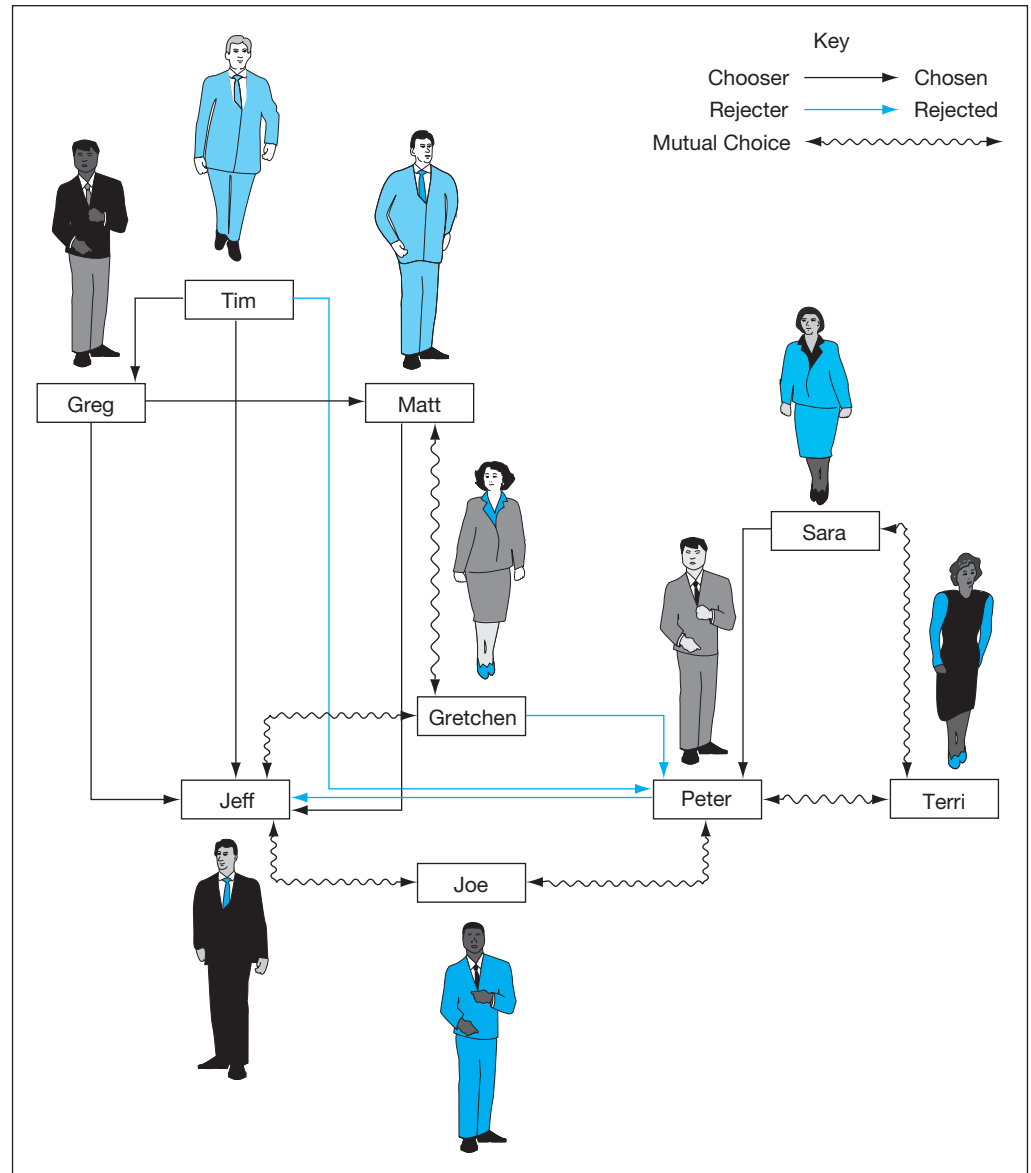 Key
Chooser Chosen
Rejecter Rejected
Mutual Choice
Tim
Greg
Matt
Sara
Gretchen
Jeff
Peter
Terri
Joe